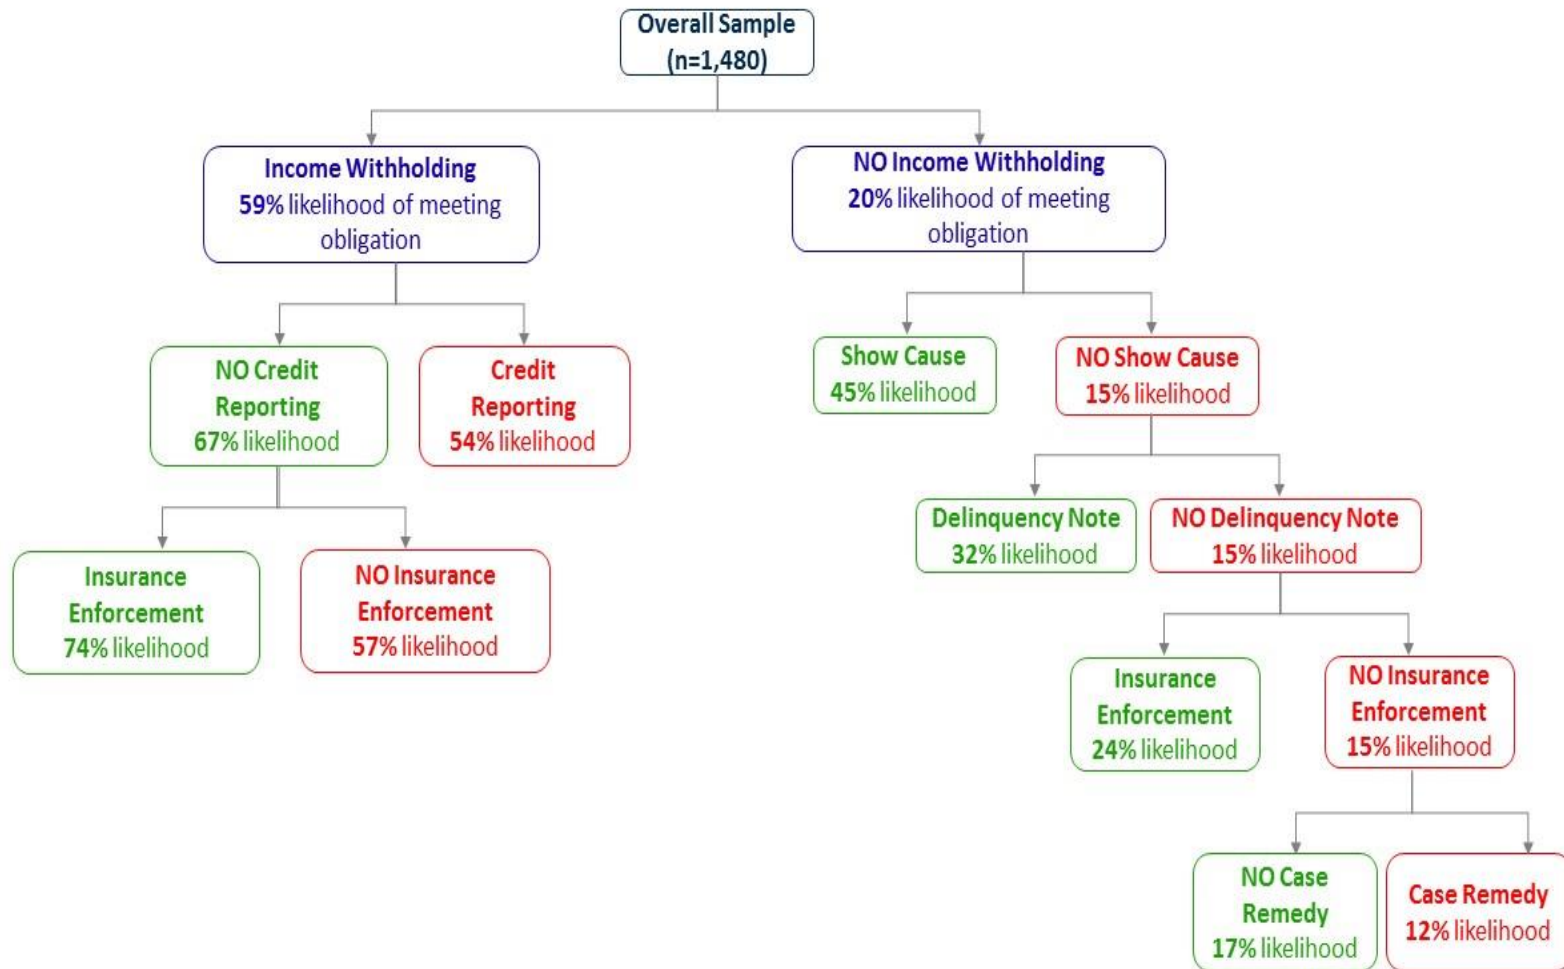 Overall Sample
(n=1,480)
Income Withholding
59% likelihood of meeting
obligation
NO Income Withholding
20% likelihood of meeting
obligation
NO Credit
Reporting
67% likelihood
Credit
Reporting
54% likelihood
Show Cause
45% likelihood
NO Show Cause
15% likelihood
Delinquency Note
32% likelihood
NO Delinquency Note
15% likelihood
Insurance
Enforcement
74% likelihood
NO Insurance
Enforcement
57% likelihood
Insurance
Enforcement
24% likelihood
NO Insurance
Enforcement
15% likelihood
NO Case
Remedy
17% likelihood
Case Remedy
12% likelihood